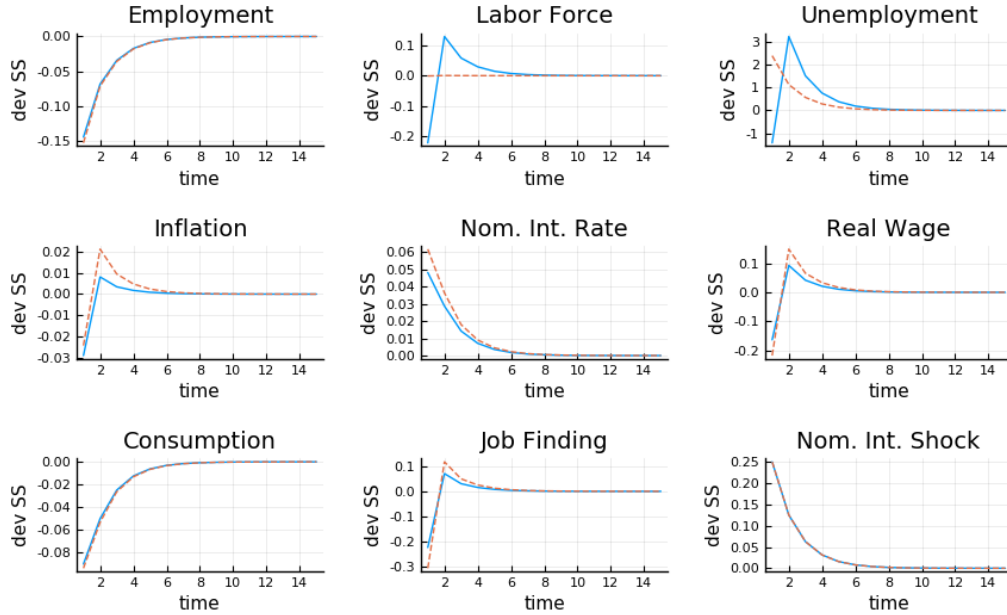 Employment
0.00
-0.05
-0.10
-0.15
dev SS
2 4 6 8 10 12 14
time
Labor Force
0.1
0.0
-0.1
-0.2
dev SS
2 4 6 8 10 12 14
time
Unemployment
3
2
1
0
-1
dev SS
2 4 6 8 10 12 14
time
Inflation
0.02
0.01
0.00
-0.01
-0.02
-0.03
dev SS
2 4 6 8 10 12 14
time
Nom. Int. Rate
0.06
0.05
0.04
0.03
0.02
0.01
0.00
dev SS
2 4 6 8 10 12 14
time
Real Wage
0.1
0.0
-0.1
-0.2
dev SS
2 4 6 8 10 12 14
time
Consumption
0.00
-0.02
-0.04
-0.06
-0.08
dev SS
2 4 6 8 10 12 14
time
Job Finding
0.1
0.0
-0.1
-0.2
-0.3
dev SS
2 4 6 8 10 12 14
time
Nom. Int. Shock
0.25
0.20
0.15
0.10
0.05
0.00
dev SS
2 4 6 8 10 12 14
time